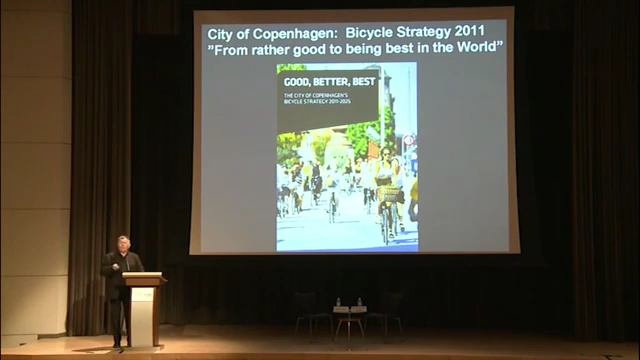 City of Copenhagen:  Bicycle Strategy 2011
”From rather good to being best in the World”
GOOD, BETTER, BEST
THE CITY OF COPENHAGEN'S
BICYCLE STRATEGY 2011-2025